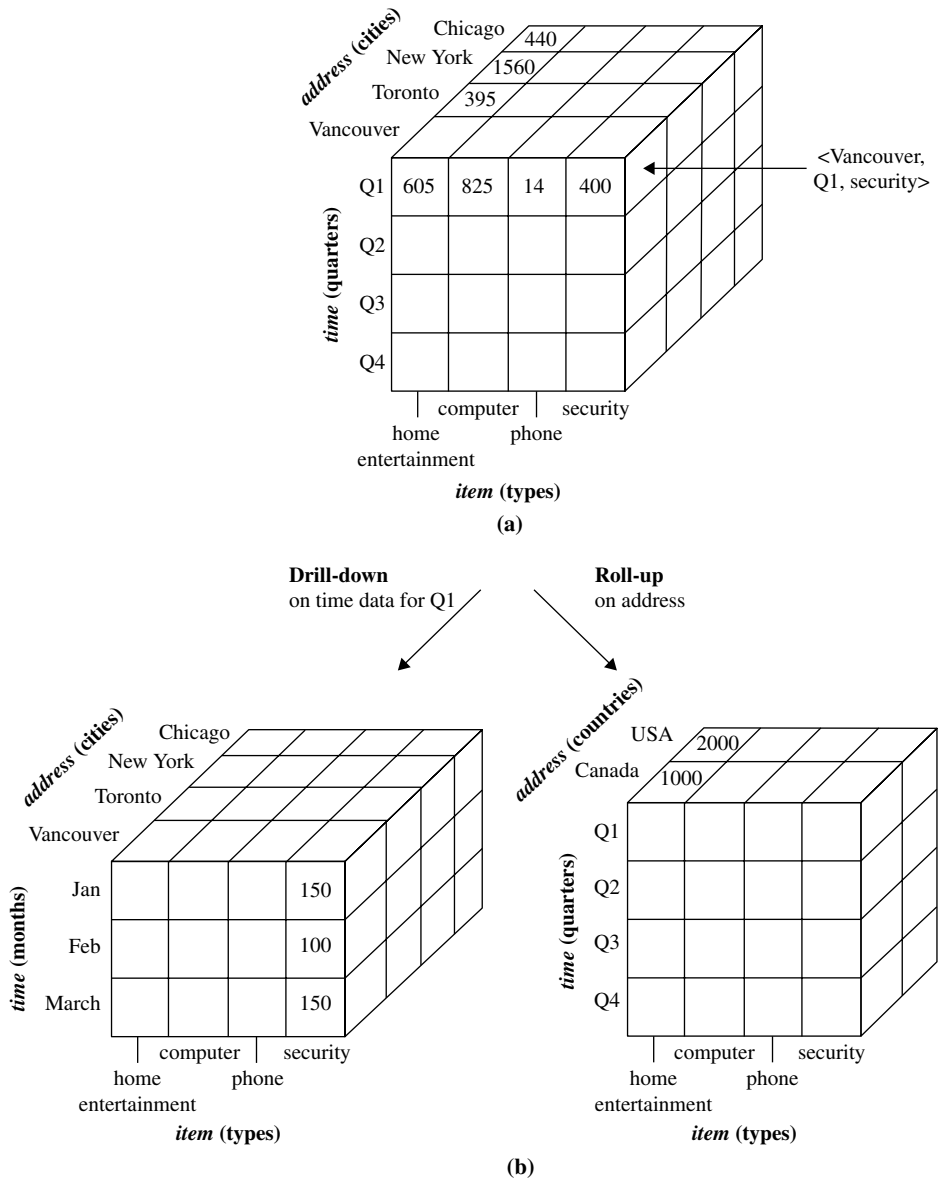 Chicago
440
New York
1560
address (cities)
Toronto
395
Vancouver
<Vancouver,
Q1, security>
Q1 605 825 14 400
Q2
Q3
Q4
time (quarters)
computer security
home phone
entertainment
item (types)
(a)
Drill-down
on time data for Q1
Roll-up
on address
address (cities)
Chicago
New York
Toronto
Vancouver
Jan 150
Feb 100
March 150
time (months)
computer security
home phone
entertainment
item (types)
address (countries)
USA 2000
Canada 1000
Q1
Q2
Q3
Q4
time (quarters)
computer security
home phone
entertainment
item (types)
(b)